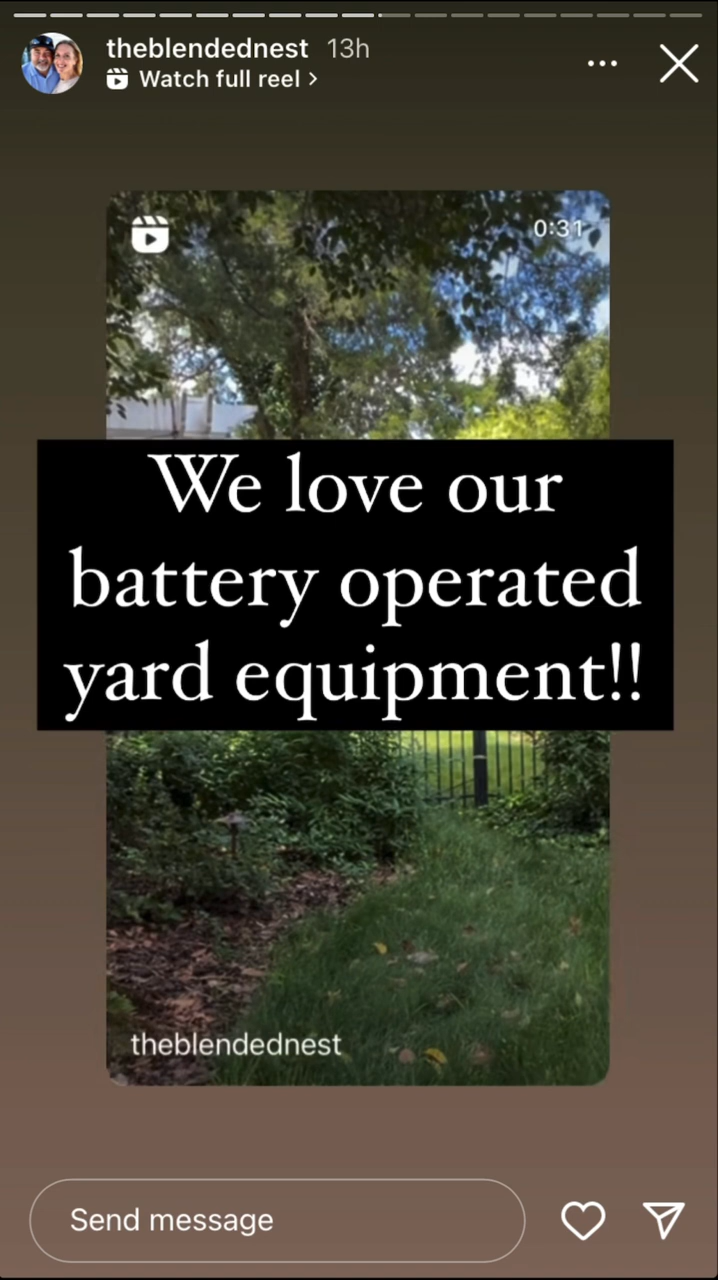 theblendednest 13h
Watch full reel >
0:31
We love our
battery operated
yard equipment!!
theblendednest
Send message